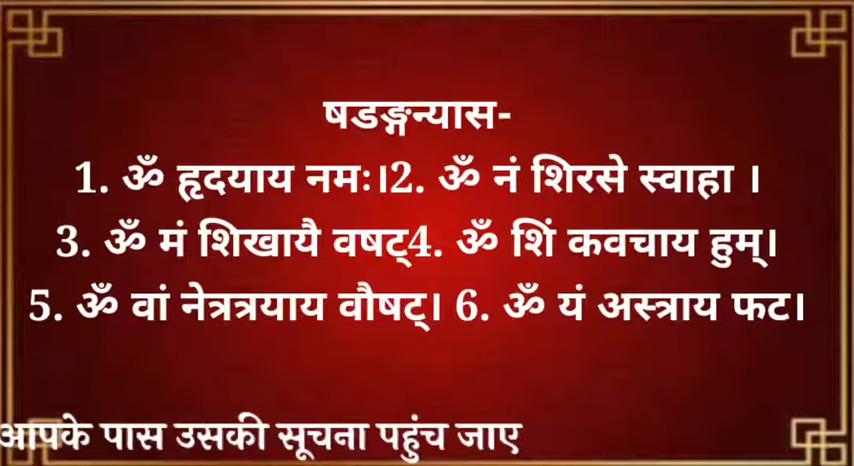 षडङ्गन्यास-
1. ॐ हृदयाय नमः।2. ॐ नं शिरसे स्वाहा ।
3. ॐ मं शिखायै वषट्4. ॐ शिं कवचाय हुम्।
5. ॐ वां नेत्रत्रयाय वौषट्। 6. ॐ यं अस्त्राय फट।
आपके पास उसकी सूचना पहुंच जाए